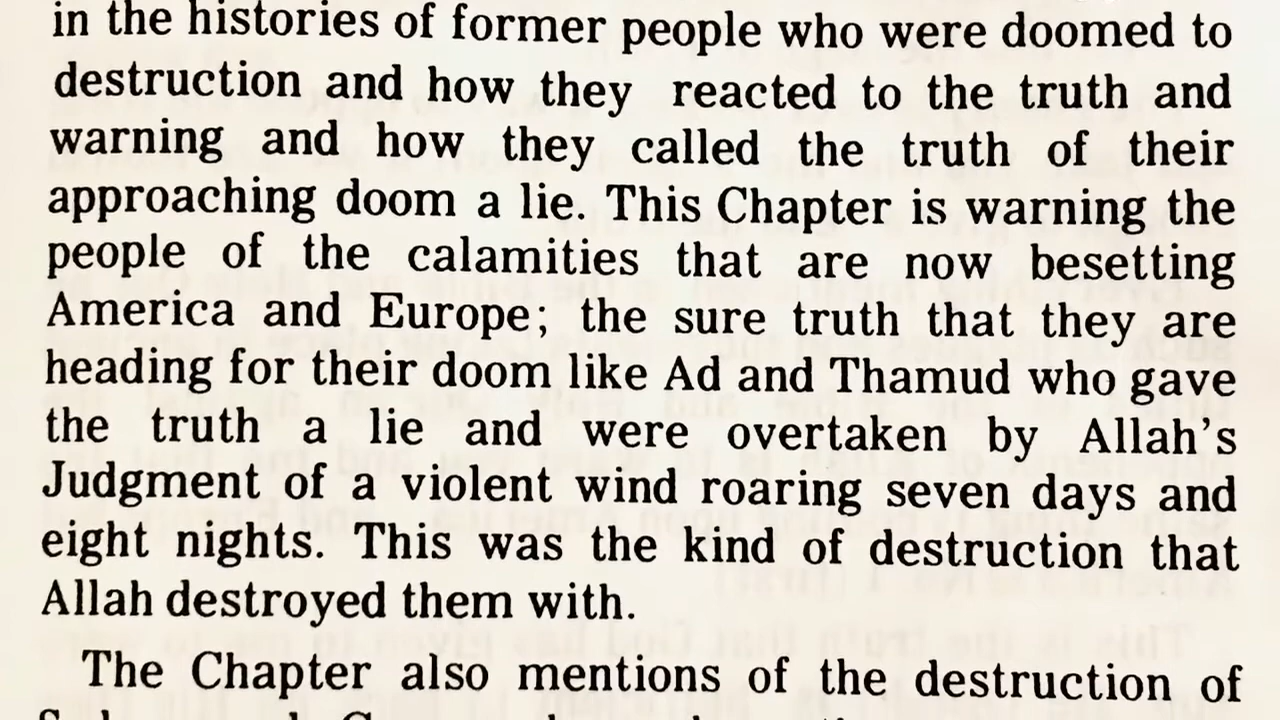 in the histories of former people who were doomed to
destruction and how they reacted to the truth and
warning and how they called the truth of their
approaching doom a lie. This Chapter is warning the
people of the calamities that are now besetting
America and Europe; the sure truth that they are
heading for their doom like Ad and Thamud who gave
the truth a lie and were overtaken by Allah's
Judgment of a violent wind roaring seven days and
eight nights. This was the kind of destruction that
Allah destroyed them with.
The Chapter also mentions of the destruction of